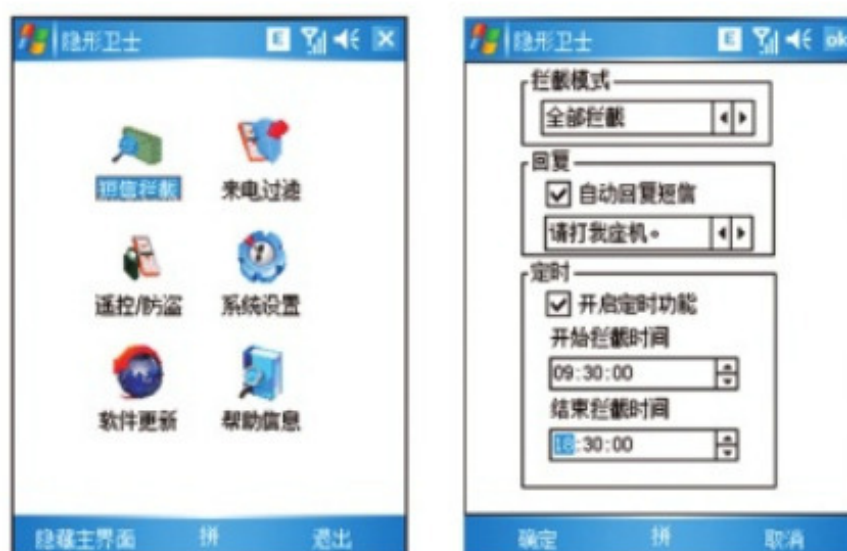 隐形卫士
E
短信拦截 来电过滤
遥控/防盗 系统设置
软件更新 帮助信息
隐藏主界面 拼 退出
隐形卫士
E ok
拦截模式
全部拦截
回复
自动回复短信
请打我座机。
定时
开启定时功能
开始拦截时间
09:30:00
结束拦截时间
18:30:00
确定 拼 取消